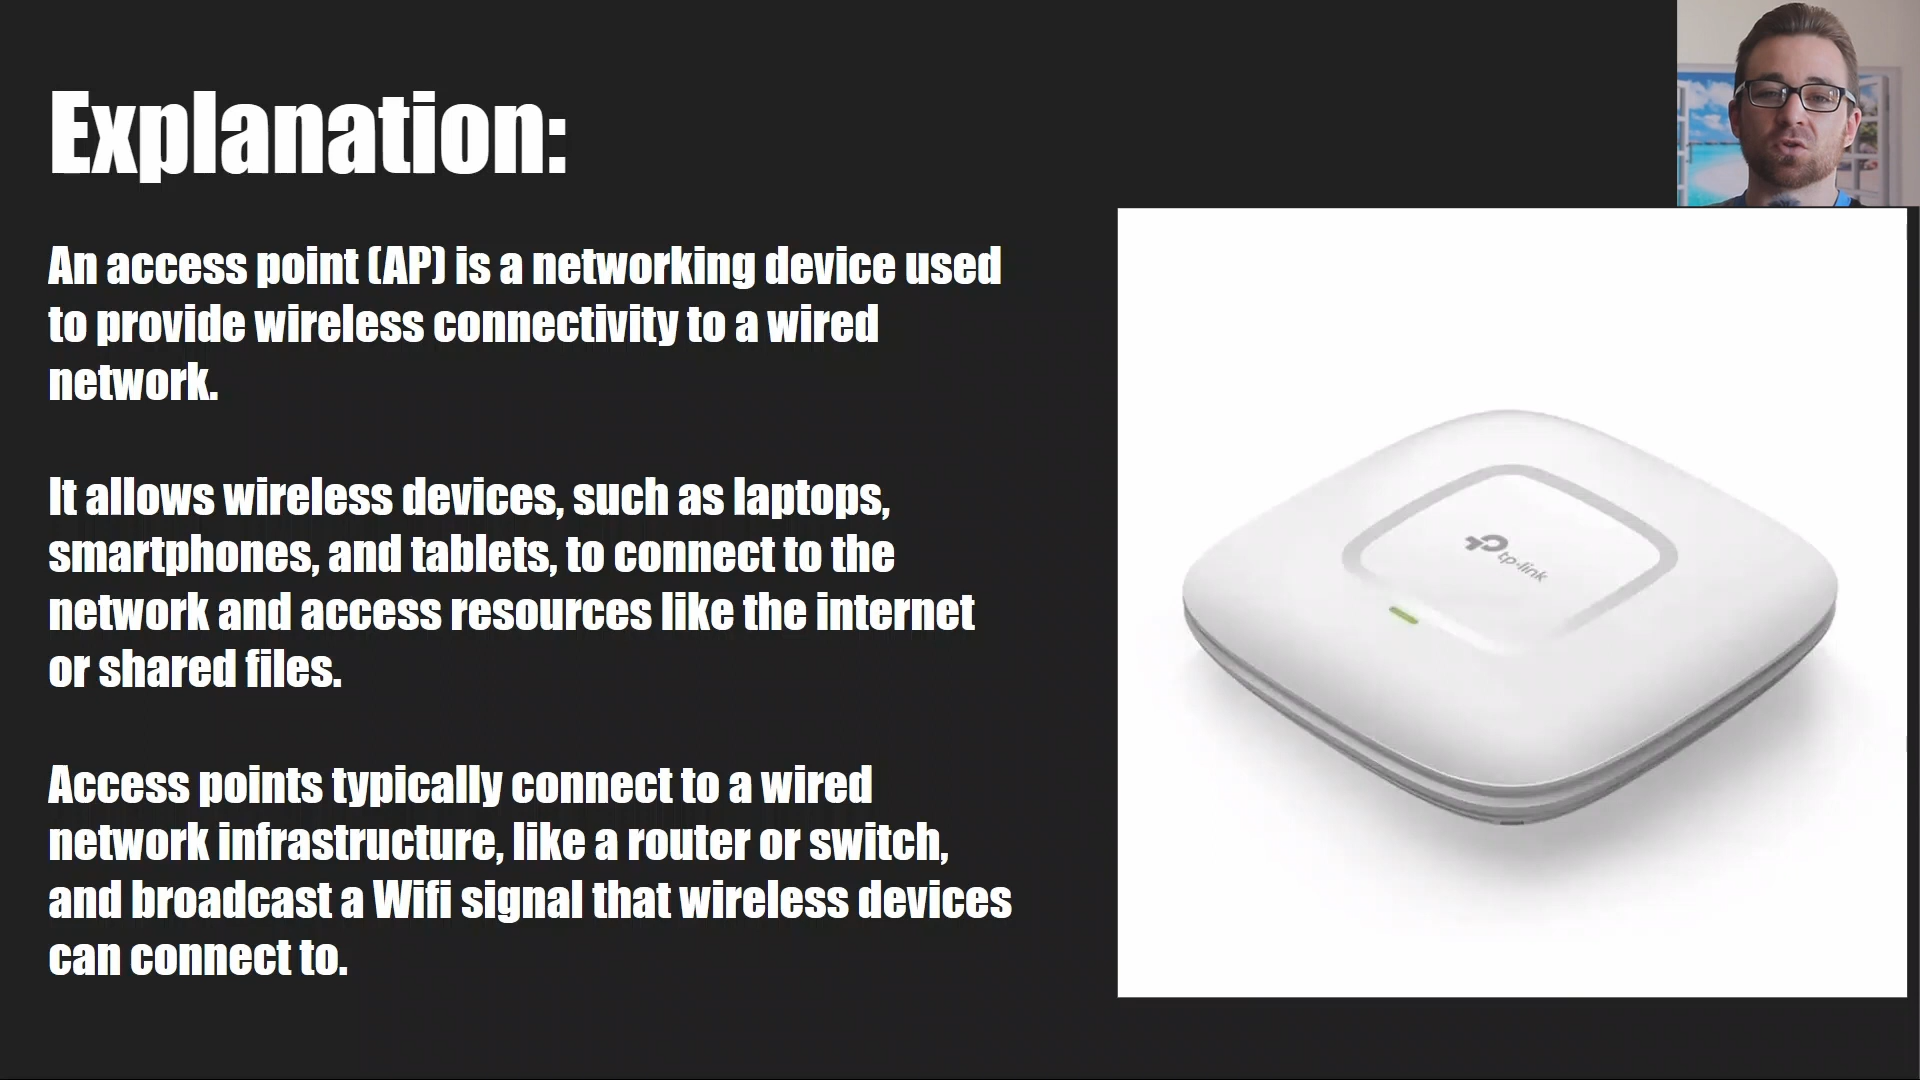 Explanation:
An access point (AP) is a networking device used
to provide wireless connectivity to a wired
network.
It allows wireless devices, such as laptops,
smartphones, and tablets, to connect to the
network and access resources like the internet
or shared files.
Access points typically connect to a wired
network infrastructure, like a router or switch,
and broadcast a Wifi signal that wireless devices
can connect to.
tp-link